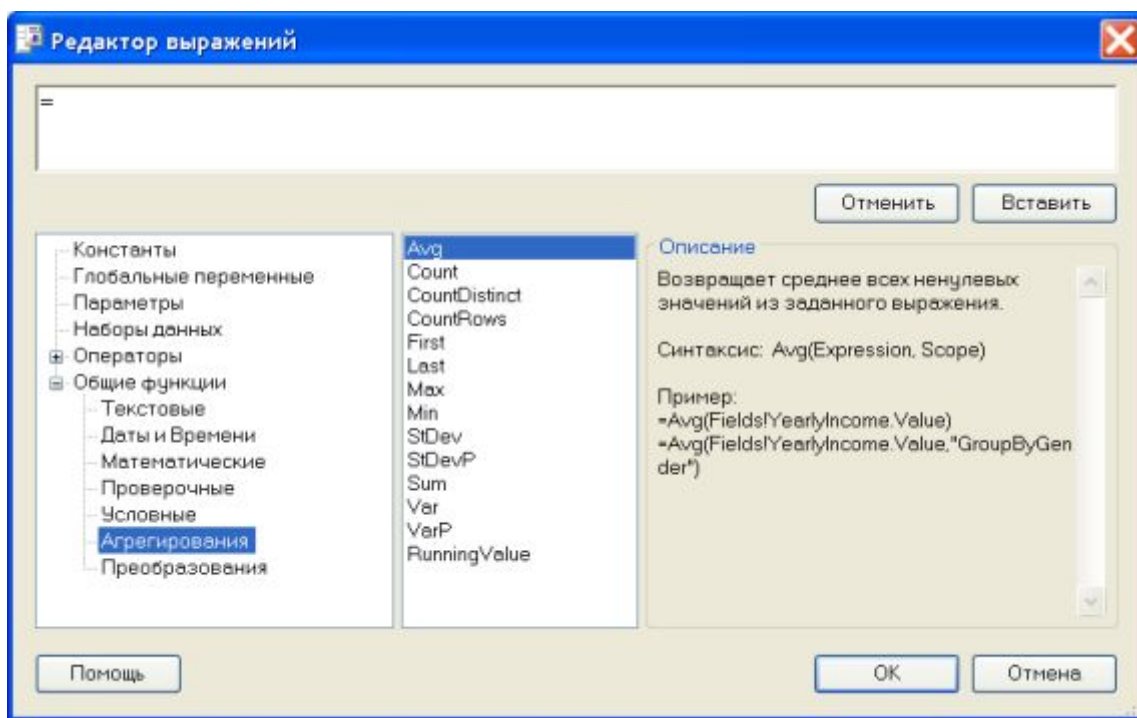 Редактор выражений
=
Отменить
Вставить
Константы
Глобальные переменные
Параметры
Наборы данных
Операторы
Общие функции
Текстовые
Даты и Времени
Математические
Проверочные
Условные
Агрегирования
Преобразования
Avg
Count
CountDistinct
CountRows
First
Last
Max
Min
StDev
StDevP
Sum
Var
VarP
RunningValue
Описание
Возвращает среднее всех ненулевых
значений из заданного выражения.
Синтаксис: Avg(Expression, Scope)
Пример:
=Avg(Fields!YearlyIncome.Value)
=Avg(Fields!YearlyIncome.Value,"GroupByGen
der")
Помощь
OK
Отмена